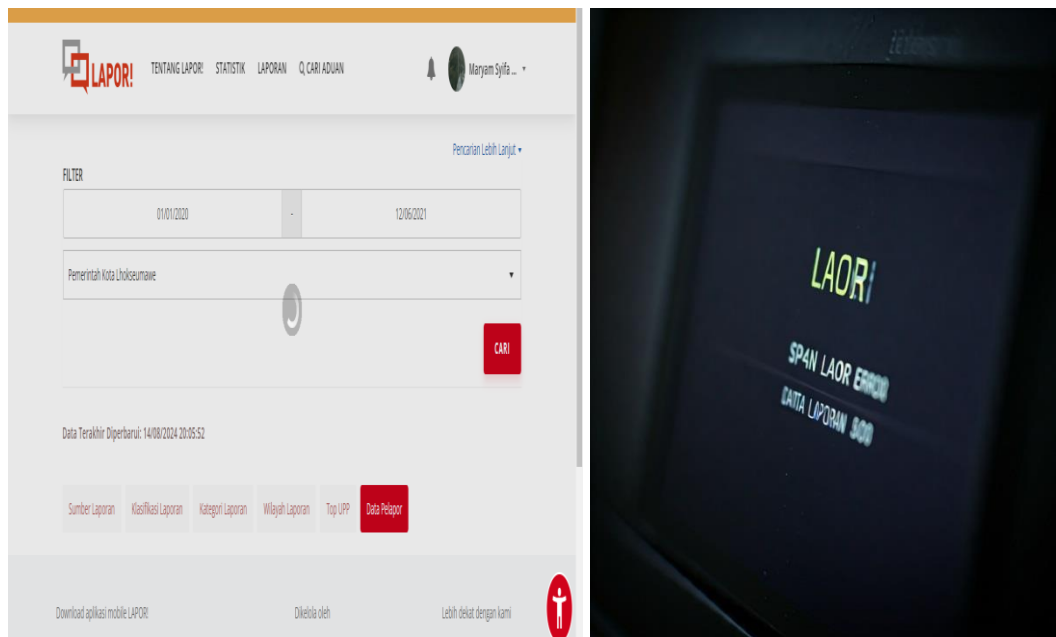 LAPOR!
TENTANG LAPOR! STATISTIK LAPORAN CARI ADUAN
Maryam Syifa ...
Pencarian Lebih Lanjut
FILTER
01/01/2020 - 12/06/2021
Pemerintah Kota Lhokseumawe
CARI
Data Terakhir Diperbarui: 14/08/2024 20:05:52
Sumber Laporan Klasifikasi Laporan Kategori Laporan Wilayah Laporan Top UPP Data Pelapor
Download aplikasi mobile LAPOR! Dikelola oleh Lebih dekat dengan kami
LAORI
SP4N LAOR
LAPORAN